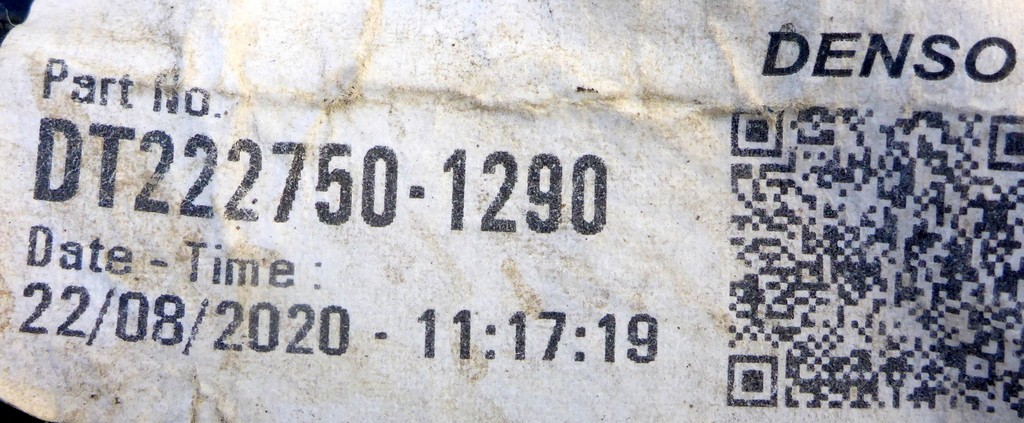 DENSO
Part No.:
DT222750-1290
Date - Time :
22/08/2020 - 11:17:19